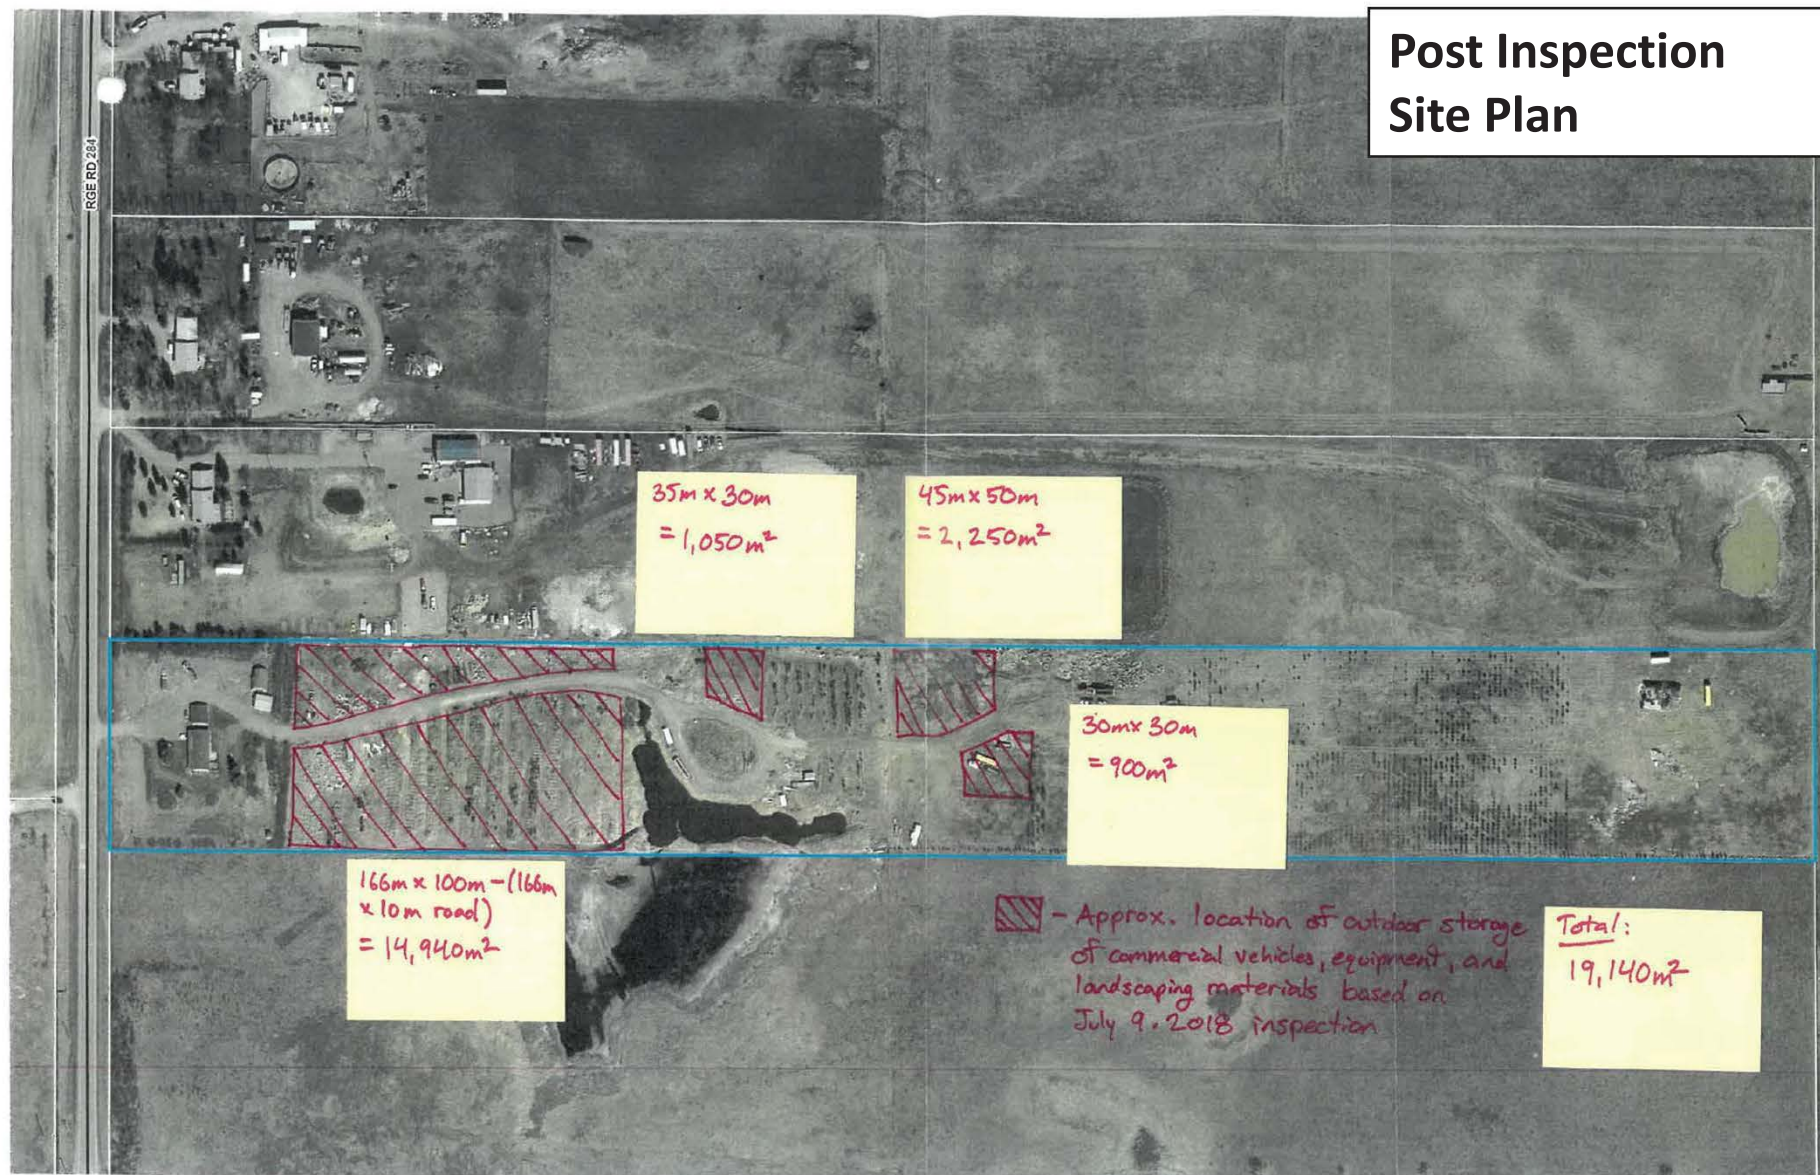 Post Inspection
Site Plan
RGE RD 284
35m x 30m
= 1,050m²
45m x 50m
= 2,250m²
30m x 30m
= 900m²
166m x 100m - (166m
x 10m road)
= 14,940m²
- Approx. location of outdoor storage
of commercial vehicles, equipment, and
landscaping materials based on
July 9, 2018 inspection
Total:
19,140m²